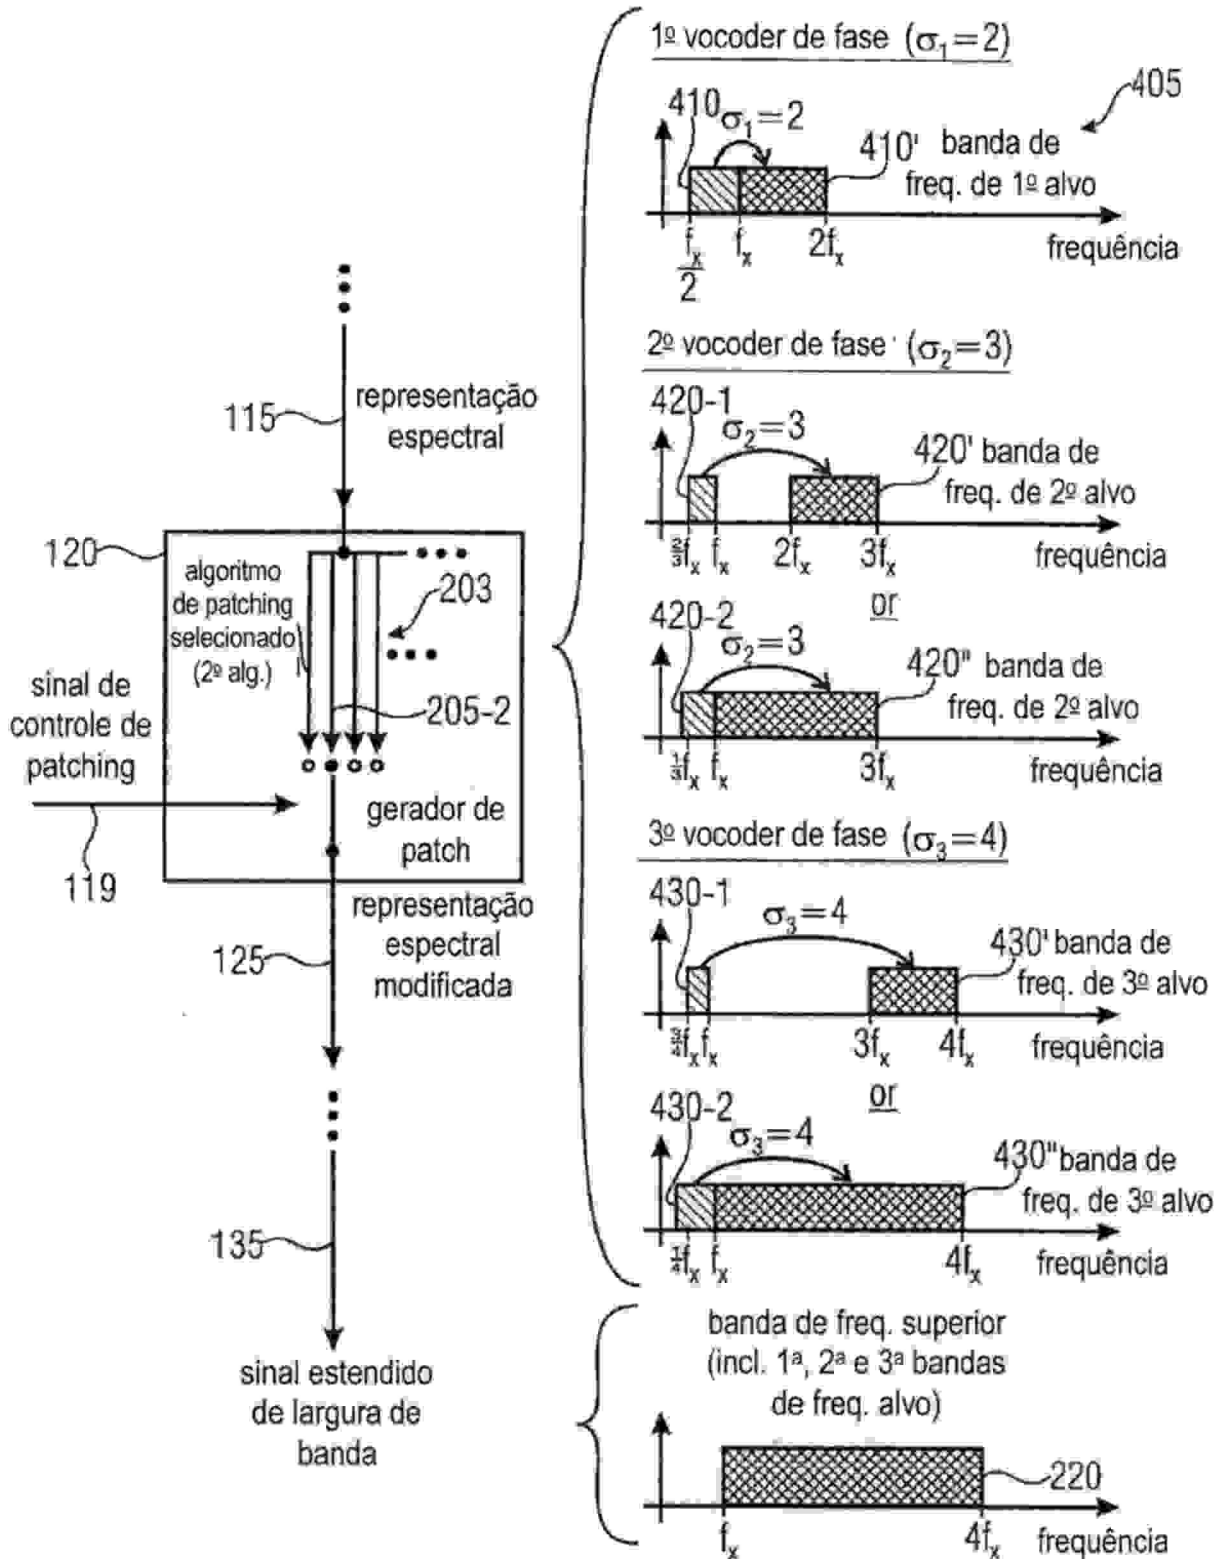 1º vocoder de fase (σ1=2)
405
410
σ1=2
410' banda de
freq. de 1º alvo
fx/2
fx
2fx
frequência
2º vocoder de fase (σ2=3)
420-1
σ2=3
420' banda de
freq. de 2º alvo
2/3fx
fx
2fx
3fx
frequência
or
420-2
σ2=3
420" banda de
freq. de 2º alvo
1/3fx
fx
3fx
frequência
3º vocoder de fase (σ3=4)
430-1
σ3=4
430' banda de
freq. de 3º alvo
3/4fx
fx
3fx
4fx
frequência
or
430-2
σ3=4
430" banda de
freq. de 3º alvo
1/4fx
fx
4fx
frequência
banda de freq. superior
(incl. 1ª, 2ª e 3ª bandas
de freq. alvo)
220
fx
4fx
frequência
115
representação
espectral
120
algoritmo
de patching
selecionado
(2º alg.)
203
205-2
sinal de
controle de
patching
119
gerador de
patch
representação
espectral
modificada
125
135
sinal estendido
de largura de
banda